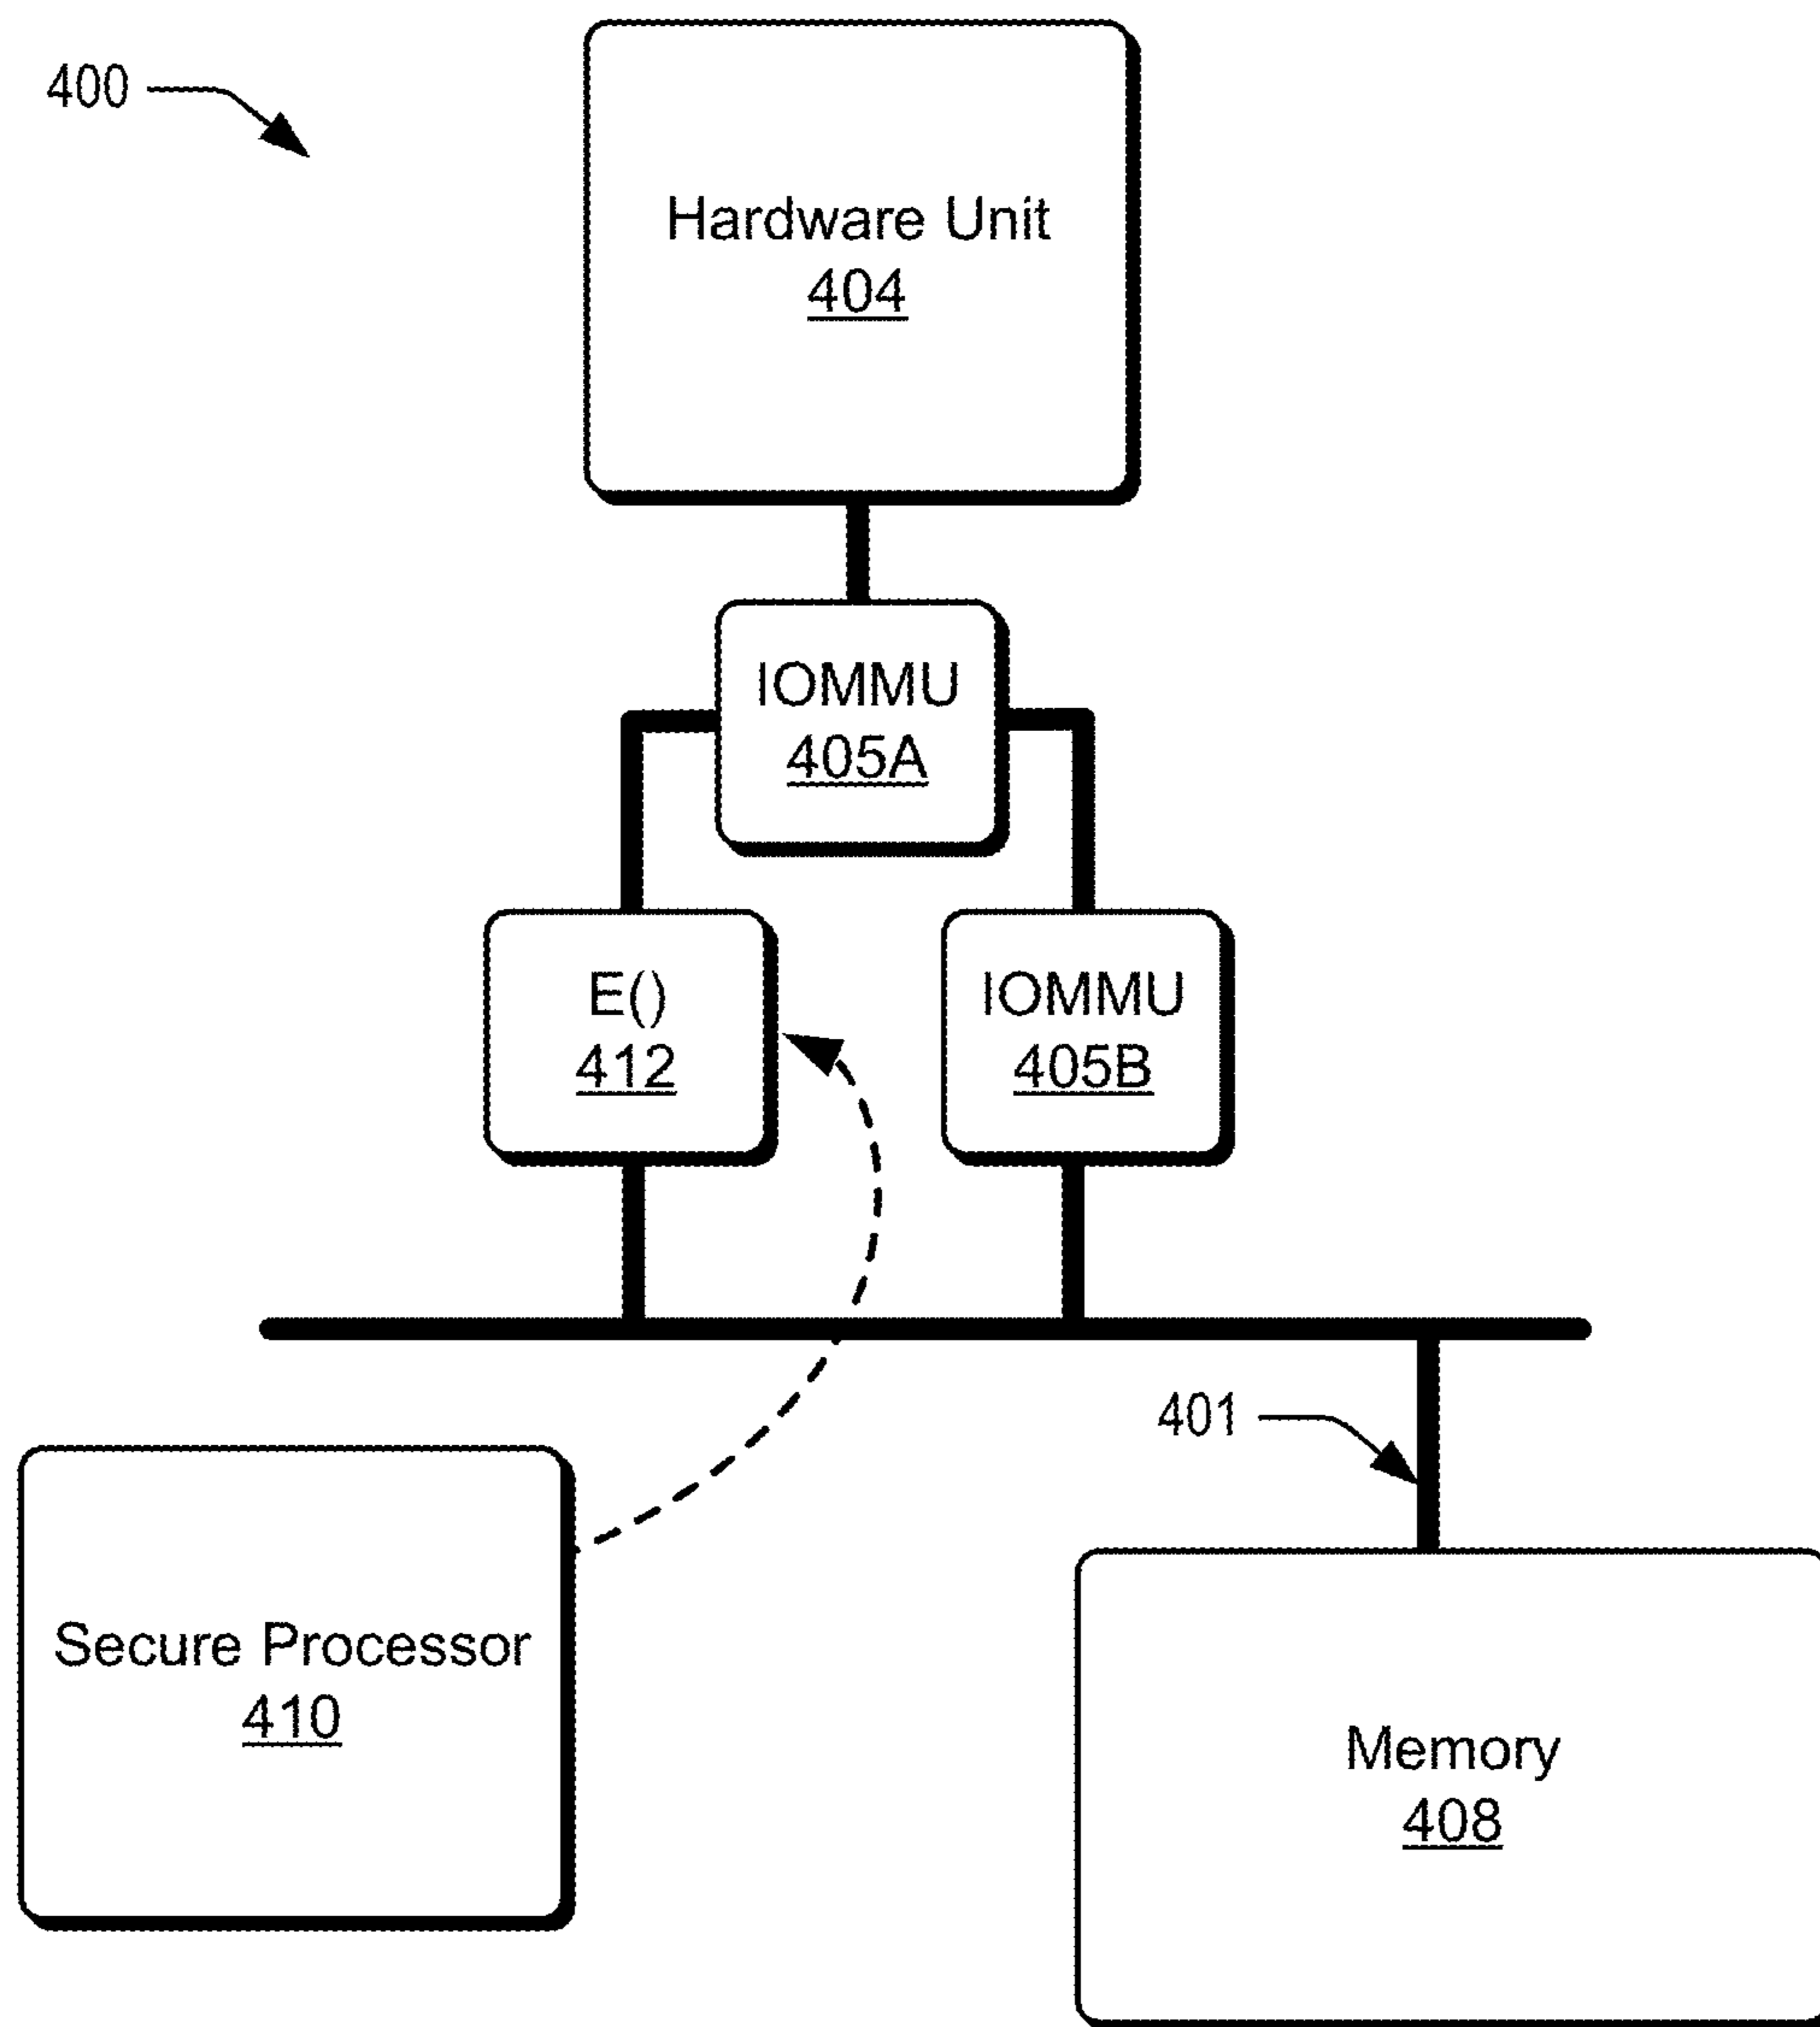 400
Hardware Unit
404
IOMMU
405A
E()
412
IOMMU
405B
401
Secure Processor
410
Memory
408